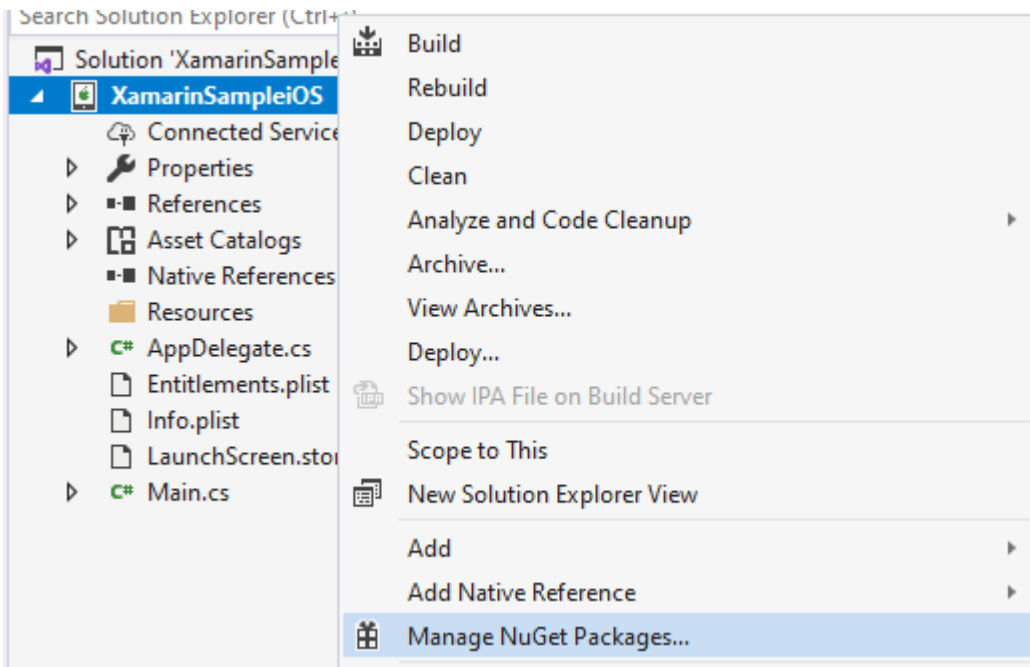 Search Solution Explorer (Ctrl+
Solution 'XamarinSample
XamarinSampleiOS
Connected Service
Properties
References
Asset Catalogs
Native References
Resources
C# AppDelegate.cs
Entitlements.plist
Info.plist
LaunchScreen.sto
C# Main.cs
Build
Rebuild
Deploy
Clean
Analyze and Code Cleanup
Archive...
View Archives...
Deploy...
Show IPA File on Build Server
Scope to This
New Solution Explorer View
Add
Add Native Reference
Manage NuGet Packages...